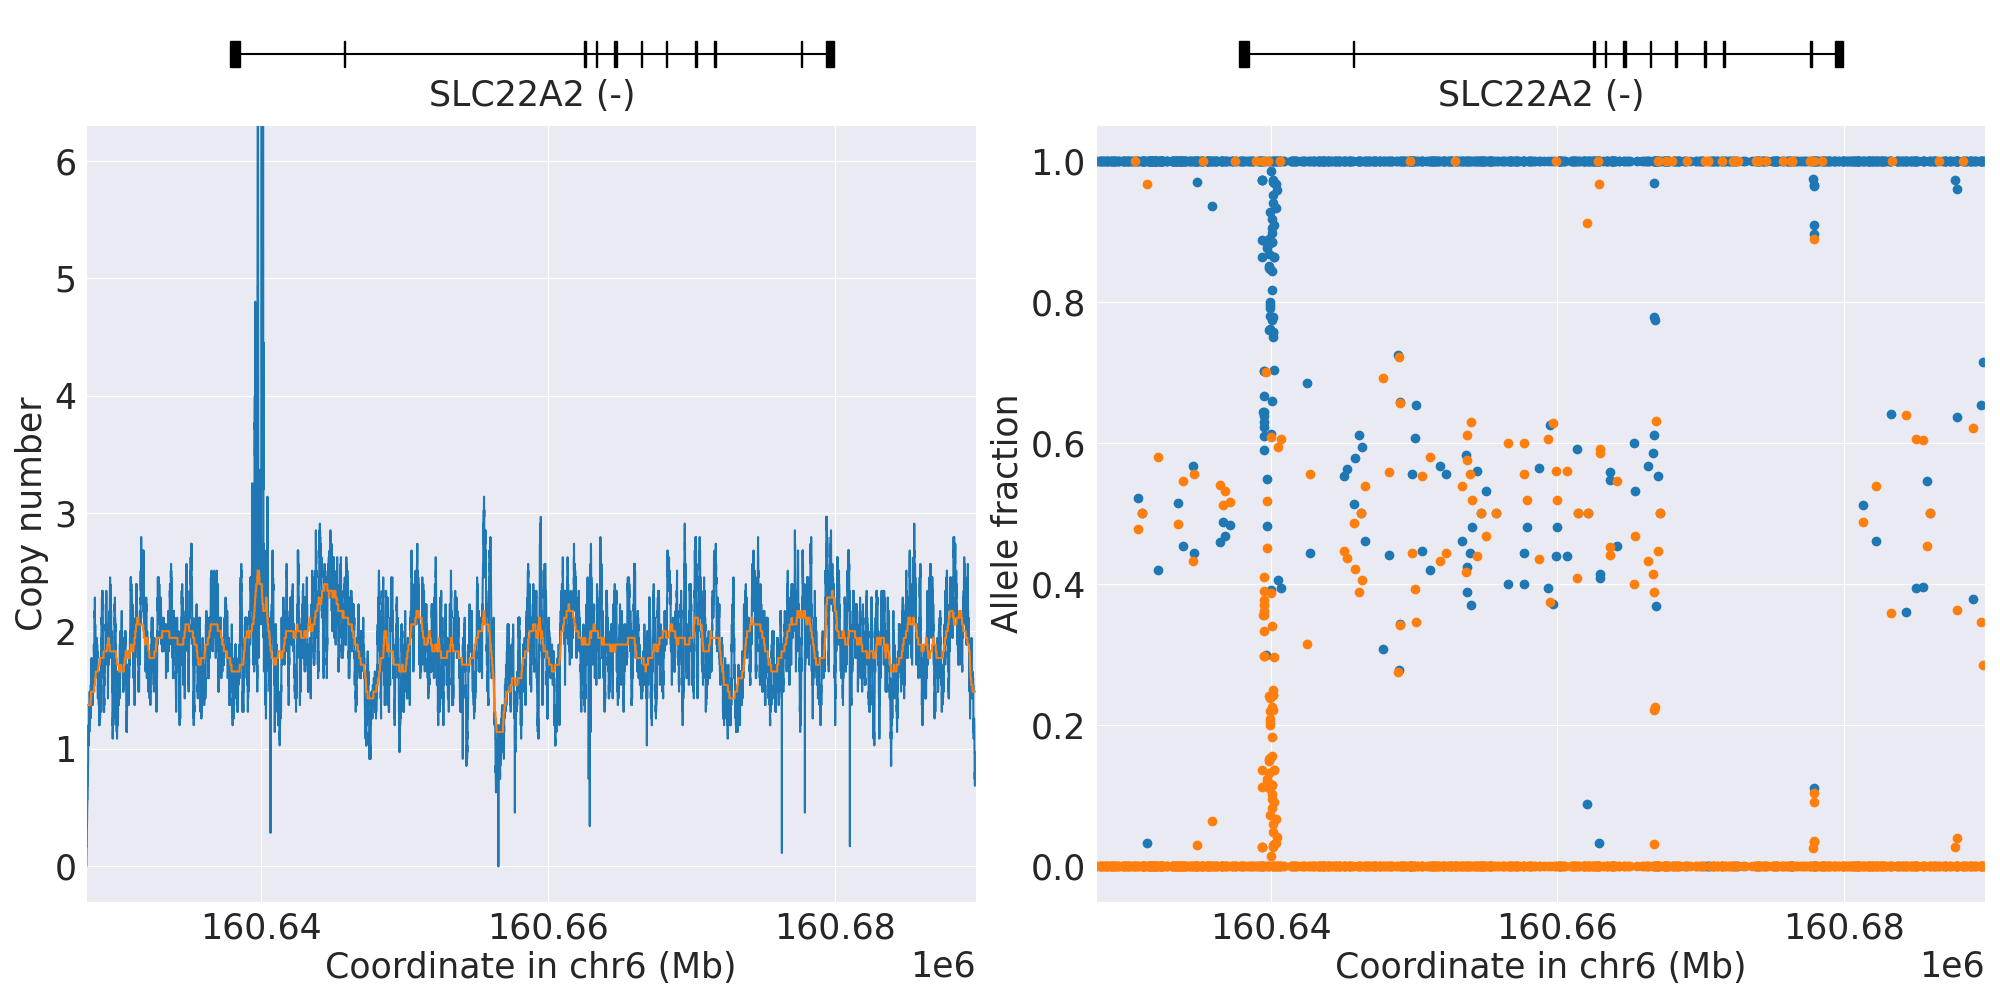 SLC22A2 (-)
6
5
4
3
2
1
0
Copy number
160.64
160.66
160.68
Coordinate in chr6 (Mb)
1e6
SLC22A2 (-)
1.0
0.8
0.6
0.4
0.2
0.0
Allele fraction
160.64
160.66
160.68
Coordinate in chr6 (Mb)
1e6